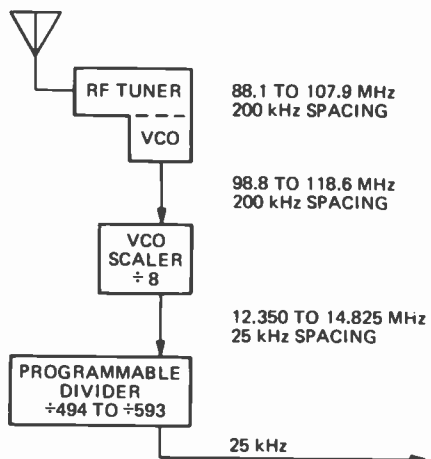 RF TUNER
VCO
88.1 TO 107.9 MHz
200 kHz SPACING
98.8 TO 118.6 MHz
200 kHz SPACING
VCO
SCALER
÷ 8
12.350 TO 14.825 MHz
25 kHz SPACING
PROGRAMMABLE
DIVIDER
÷494 TO ÷593
25 kHz